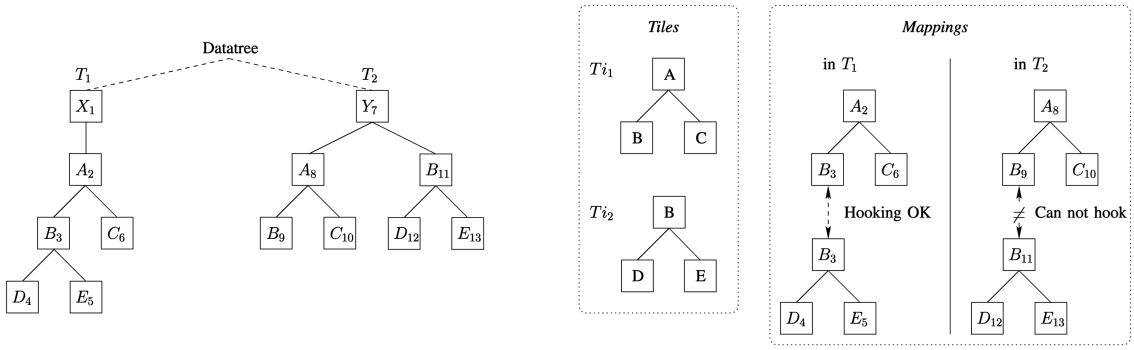 Datatree
T₁
T₂
X₁
Y₇
A₂
A₈
B₁₁
B₃
C₆
B₉
C₁₀
D₁₂
E₁₃
D₄
E₅
Tiles
Ti₁
A
B
C
Ti₂
B
D
E
Mappings
in T₁
in T₂
A₂
A₈
B₃
C₆
B₉
C₁₀
Hooking OK
≠ Can not hook
B₃
B₁₁
D₄
E₅
D₁₂
E₁₃